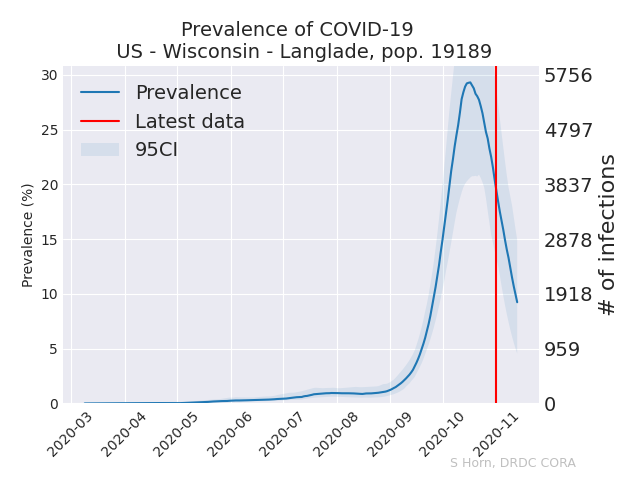 Prevalence of COVID-19
US - Wisconsin - Langlade, pop. 19189
Prevalence
Latest data
95CI
30
25
20
15
10
5
0
Prevalence (%)
5756
4797
3837
2878
1918
959
0
# of infections
2020-03
2020-04
2020-05
2020-06
2020-07
2020-08
2020-09
2020-10
2020-11
S Horn, DRDC CORA